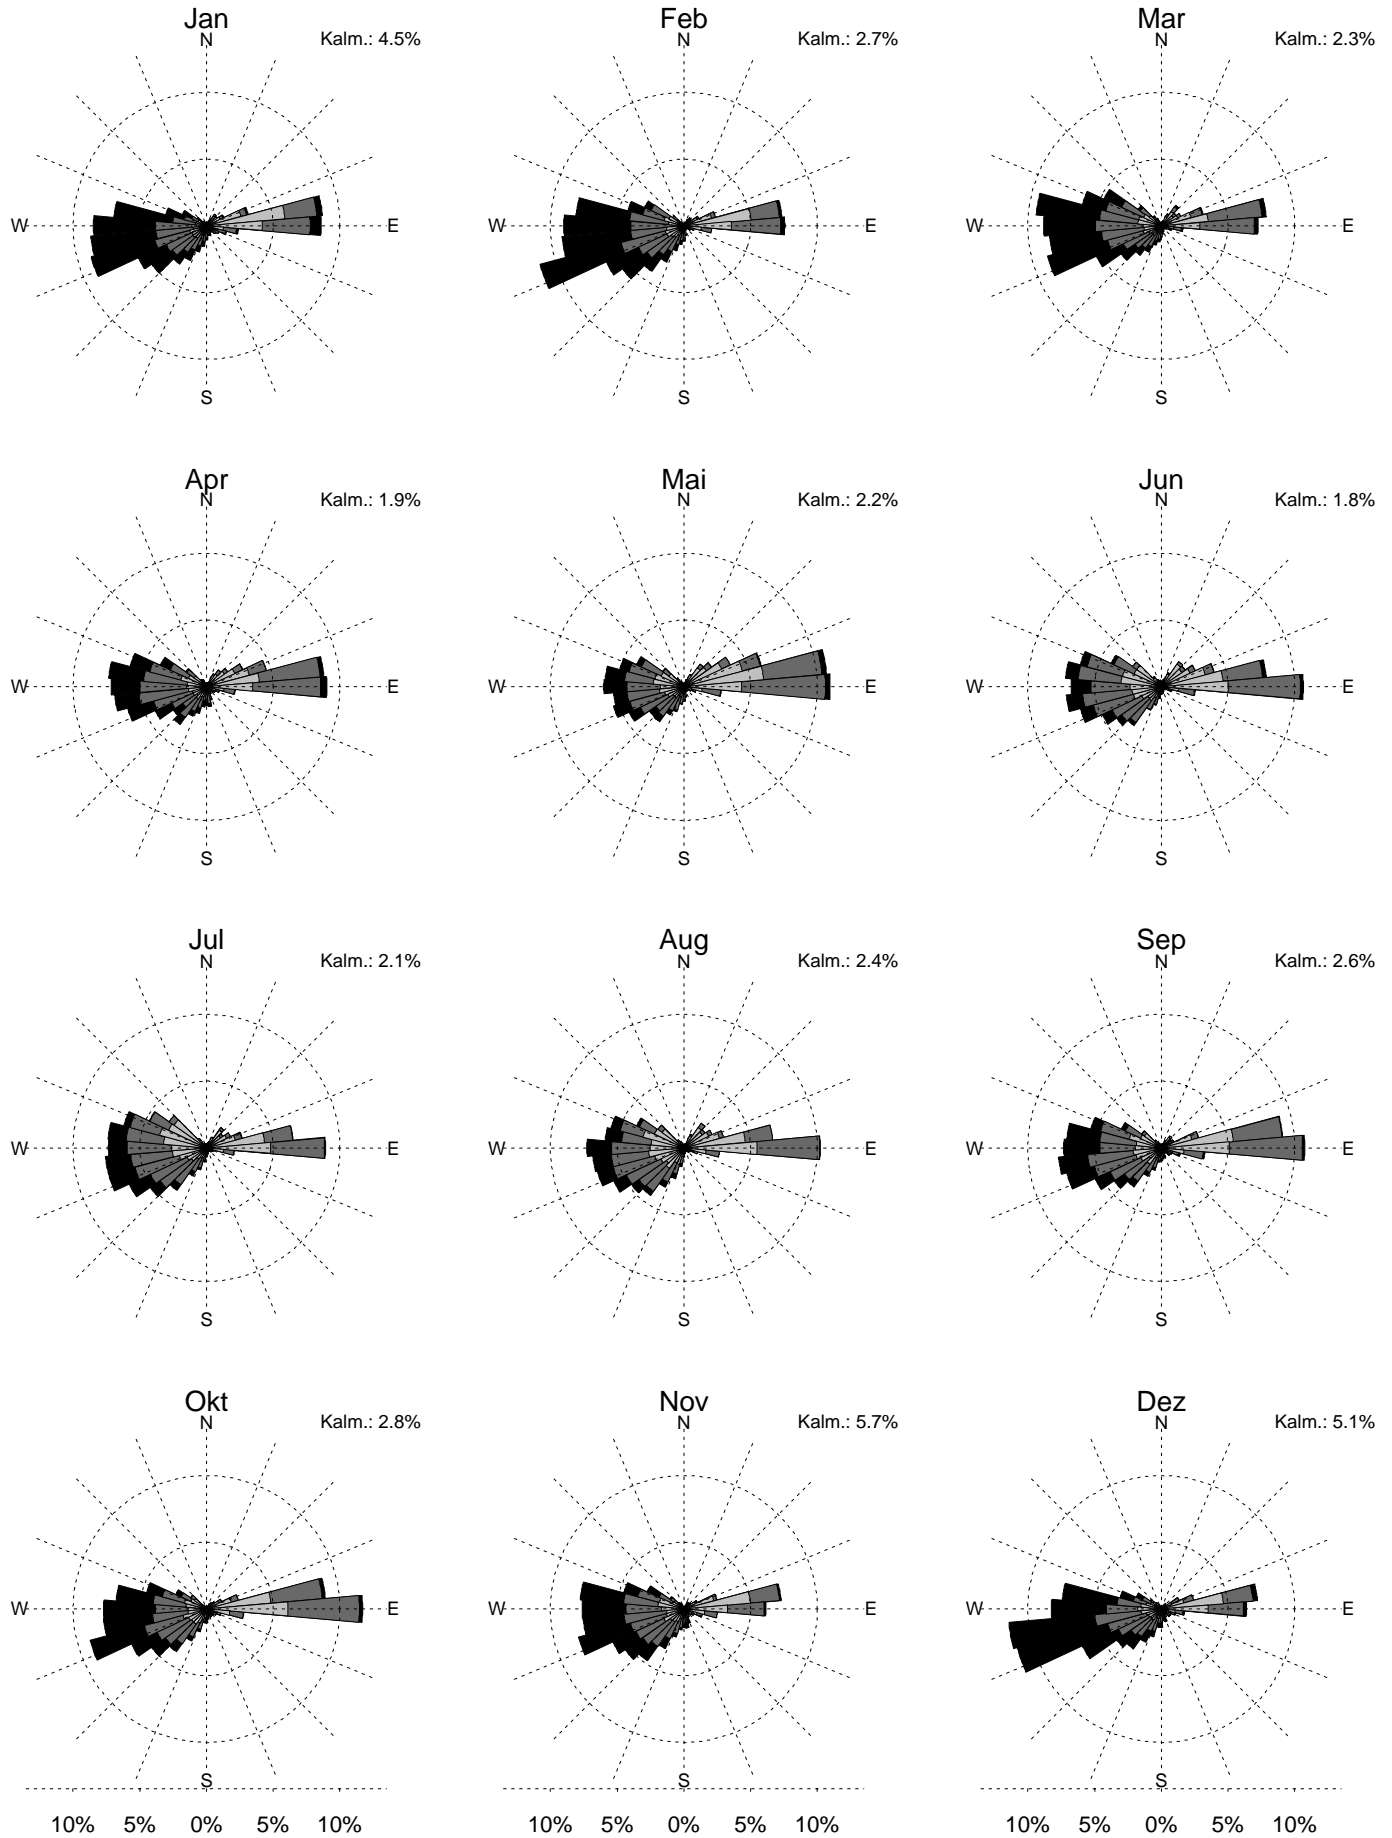 Jan
N
Kalm.: 4.5%
W
E
S
Feb
N
Kalm.: 2.7%
W
E
S
Mar
N
Kalm.: 2.3%
W
E
S
Apr
N
Kalm.: 1.9%
W
E
S
Mai
N
Kalm.: 2.2%
W
E
S
Jun
N
Kalm.: 1.8%
W
E
S
Jul
N
Kalm.: 2.1%
W
E
S
Aug
N
Kalm.: 2.4%
W
E
S
Sep
N
Kalm.: 2.6%
W
E
S
Okt
N
Kalm.: 2.8%
W
E
S
10% 5% 0% 5% 10%
Nov
N
Kalm.: 5.7%
W
E
S
10% 5% 0% 5% 10%
Dez
N
Kalm.: 5.1%
W
E
S
10% 5% 0% 5% 10%